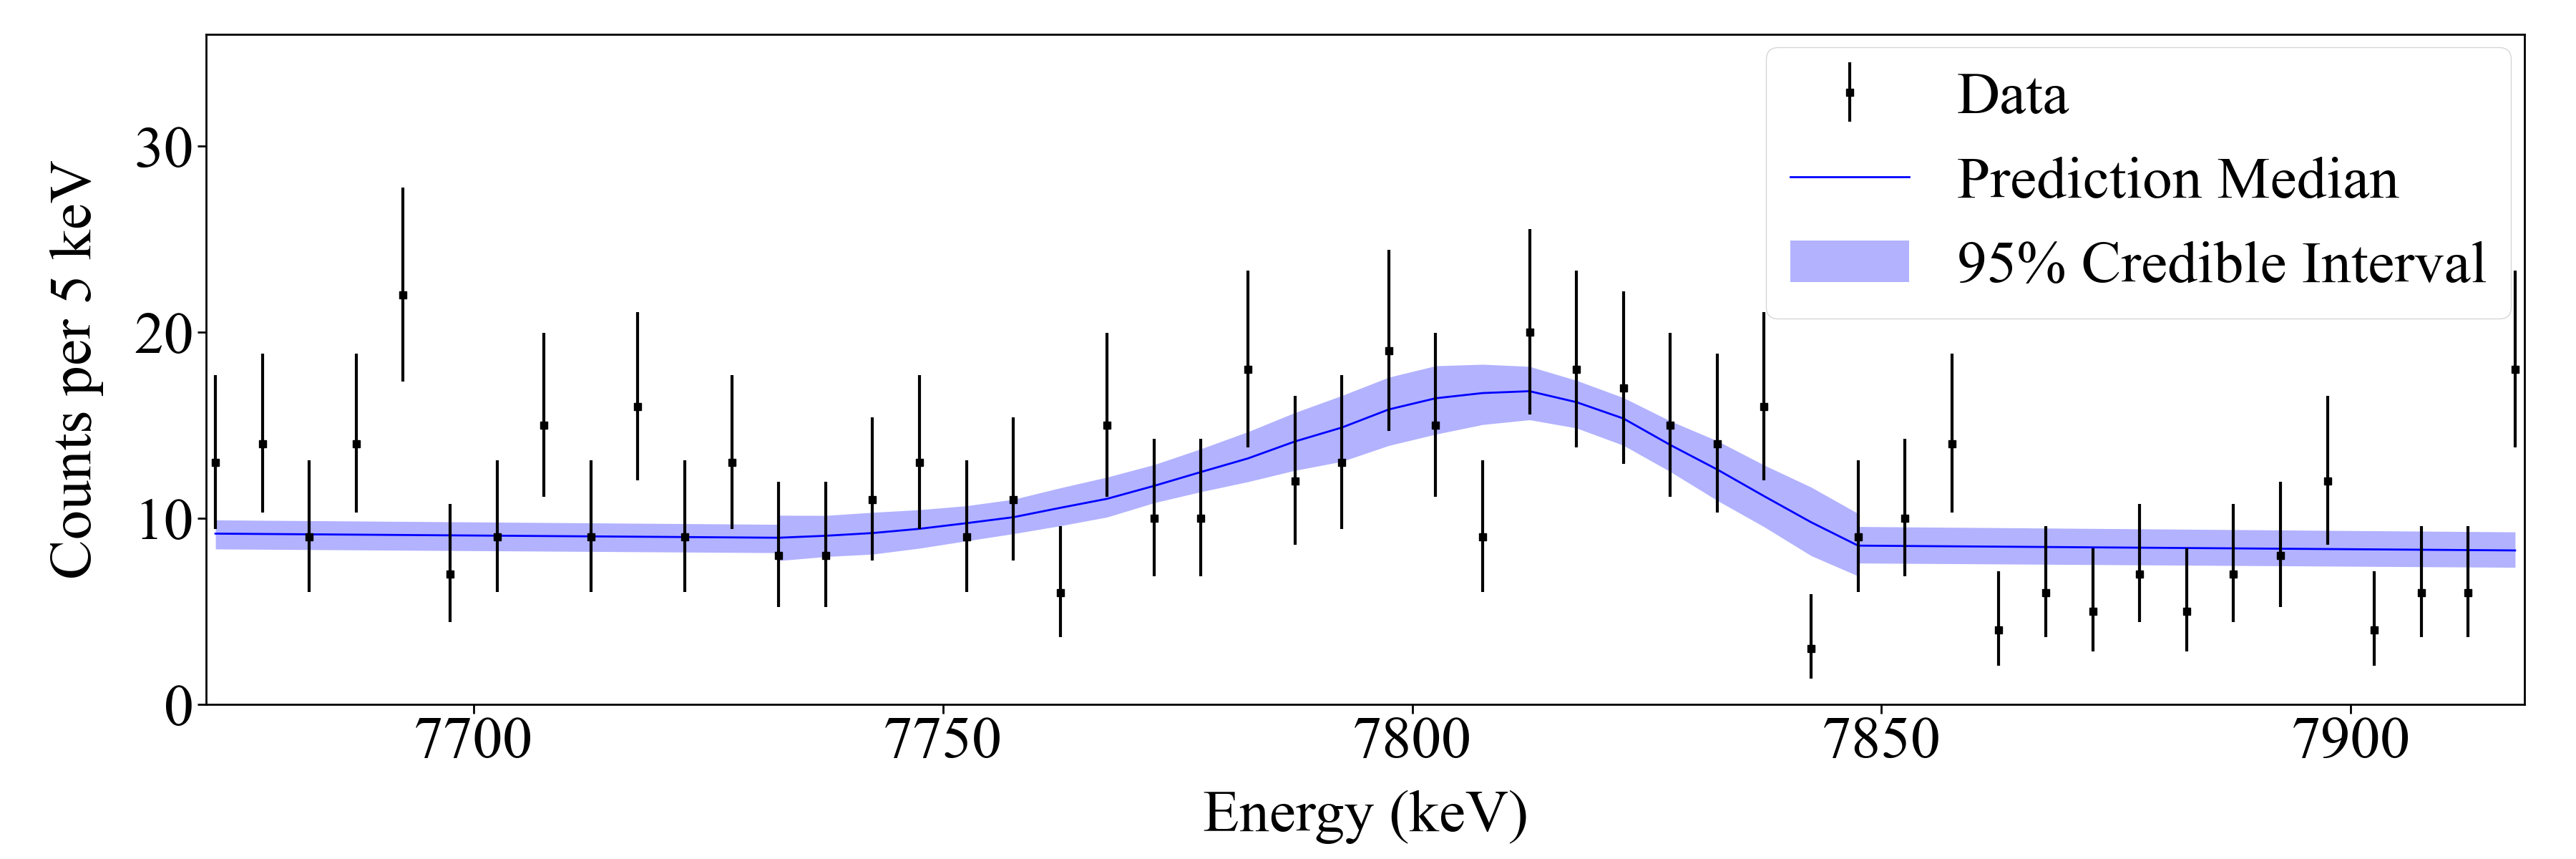 Counts per 5 keV
30
20
10
0
Data
Prediction Median
95% Credible Interval
7700 7750 7800 7850 7900
Energy (keV)